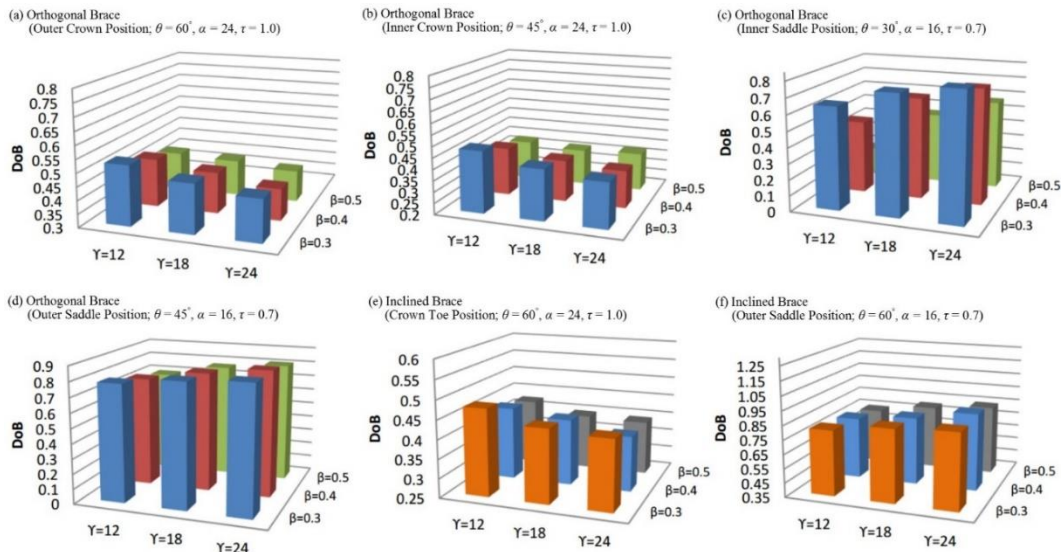 (a) Orthogonal Brace
(Outer Crown Position; θ = 60°, α = 24, τ = 1.0)
0.8
0.75
0.7
0.65
0.6
0.55
0.5
0.45
0.4
0.35
0.3
DoB
ϒ=12
ϒ=18
ϒ=24
β=0.3
β=0.4
β=0.5
(b) Orthogonal Brace
(Inner Crown Position; θ = 45°, α = 24, τ = 1.0)
0.8
0.75
0.7
0.65
0.6
0.55
0.5
0.45
0.4
0.35
0.3
0.25
0.2
DoB
ϒ=12
ϒ=18
ϒ=24
β=0.3
β=0.4
β=0.5
(c) Orthogonal Brace
(Inner Saddle Position; θ = 30°, α = 16, τ = 0.7)
0.8
0.7
0.6
0.5
0.4
0.3
0.2
0.1
0
DoB
ϒ=12
ϒ=18
ϒ=24
β=0.3
β=0.4
β=0.5
(d) Orthogonal Brace
(Outer Saddle Position; θ = 45°, α = 16, τ = 0.7)
0.9
0.8
0.7
0.6
0.5
0.4
0.3
0.2
0.1
0
DoB
ϒ=12
ϒ=18
ϒ=24
β=0.3
β=0.4
β=0.5
(e) Inclined Brace
(Crown Toe Position; θ = 60°, α = 24, τ = 1.0)
0.6
0.55
0.5
0.45
0.4
0.35
0.3
0.25
DoB
ϒ=12
ϒ=18
ϒ=24
β=0.3
β=0.4
β=0.5
(f) Inclined Brace
(Outer Saddle Position; θ = 60°, α = 16, τ = 0.7)
1.25
1.15
1.05
0.95
0.85
0.75
0.65
0.55
0.45
0.35
DoB
ϒ=12
ϒ=18
ϒ=24
β=0.3
β=0.4
β=0.5